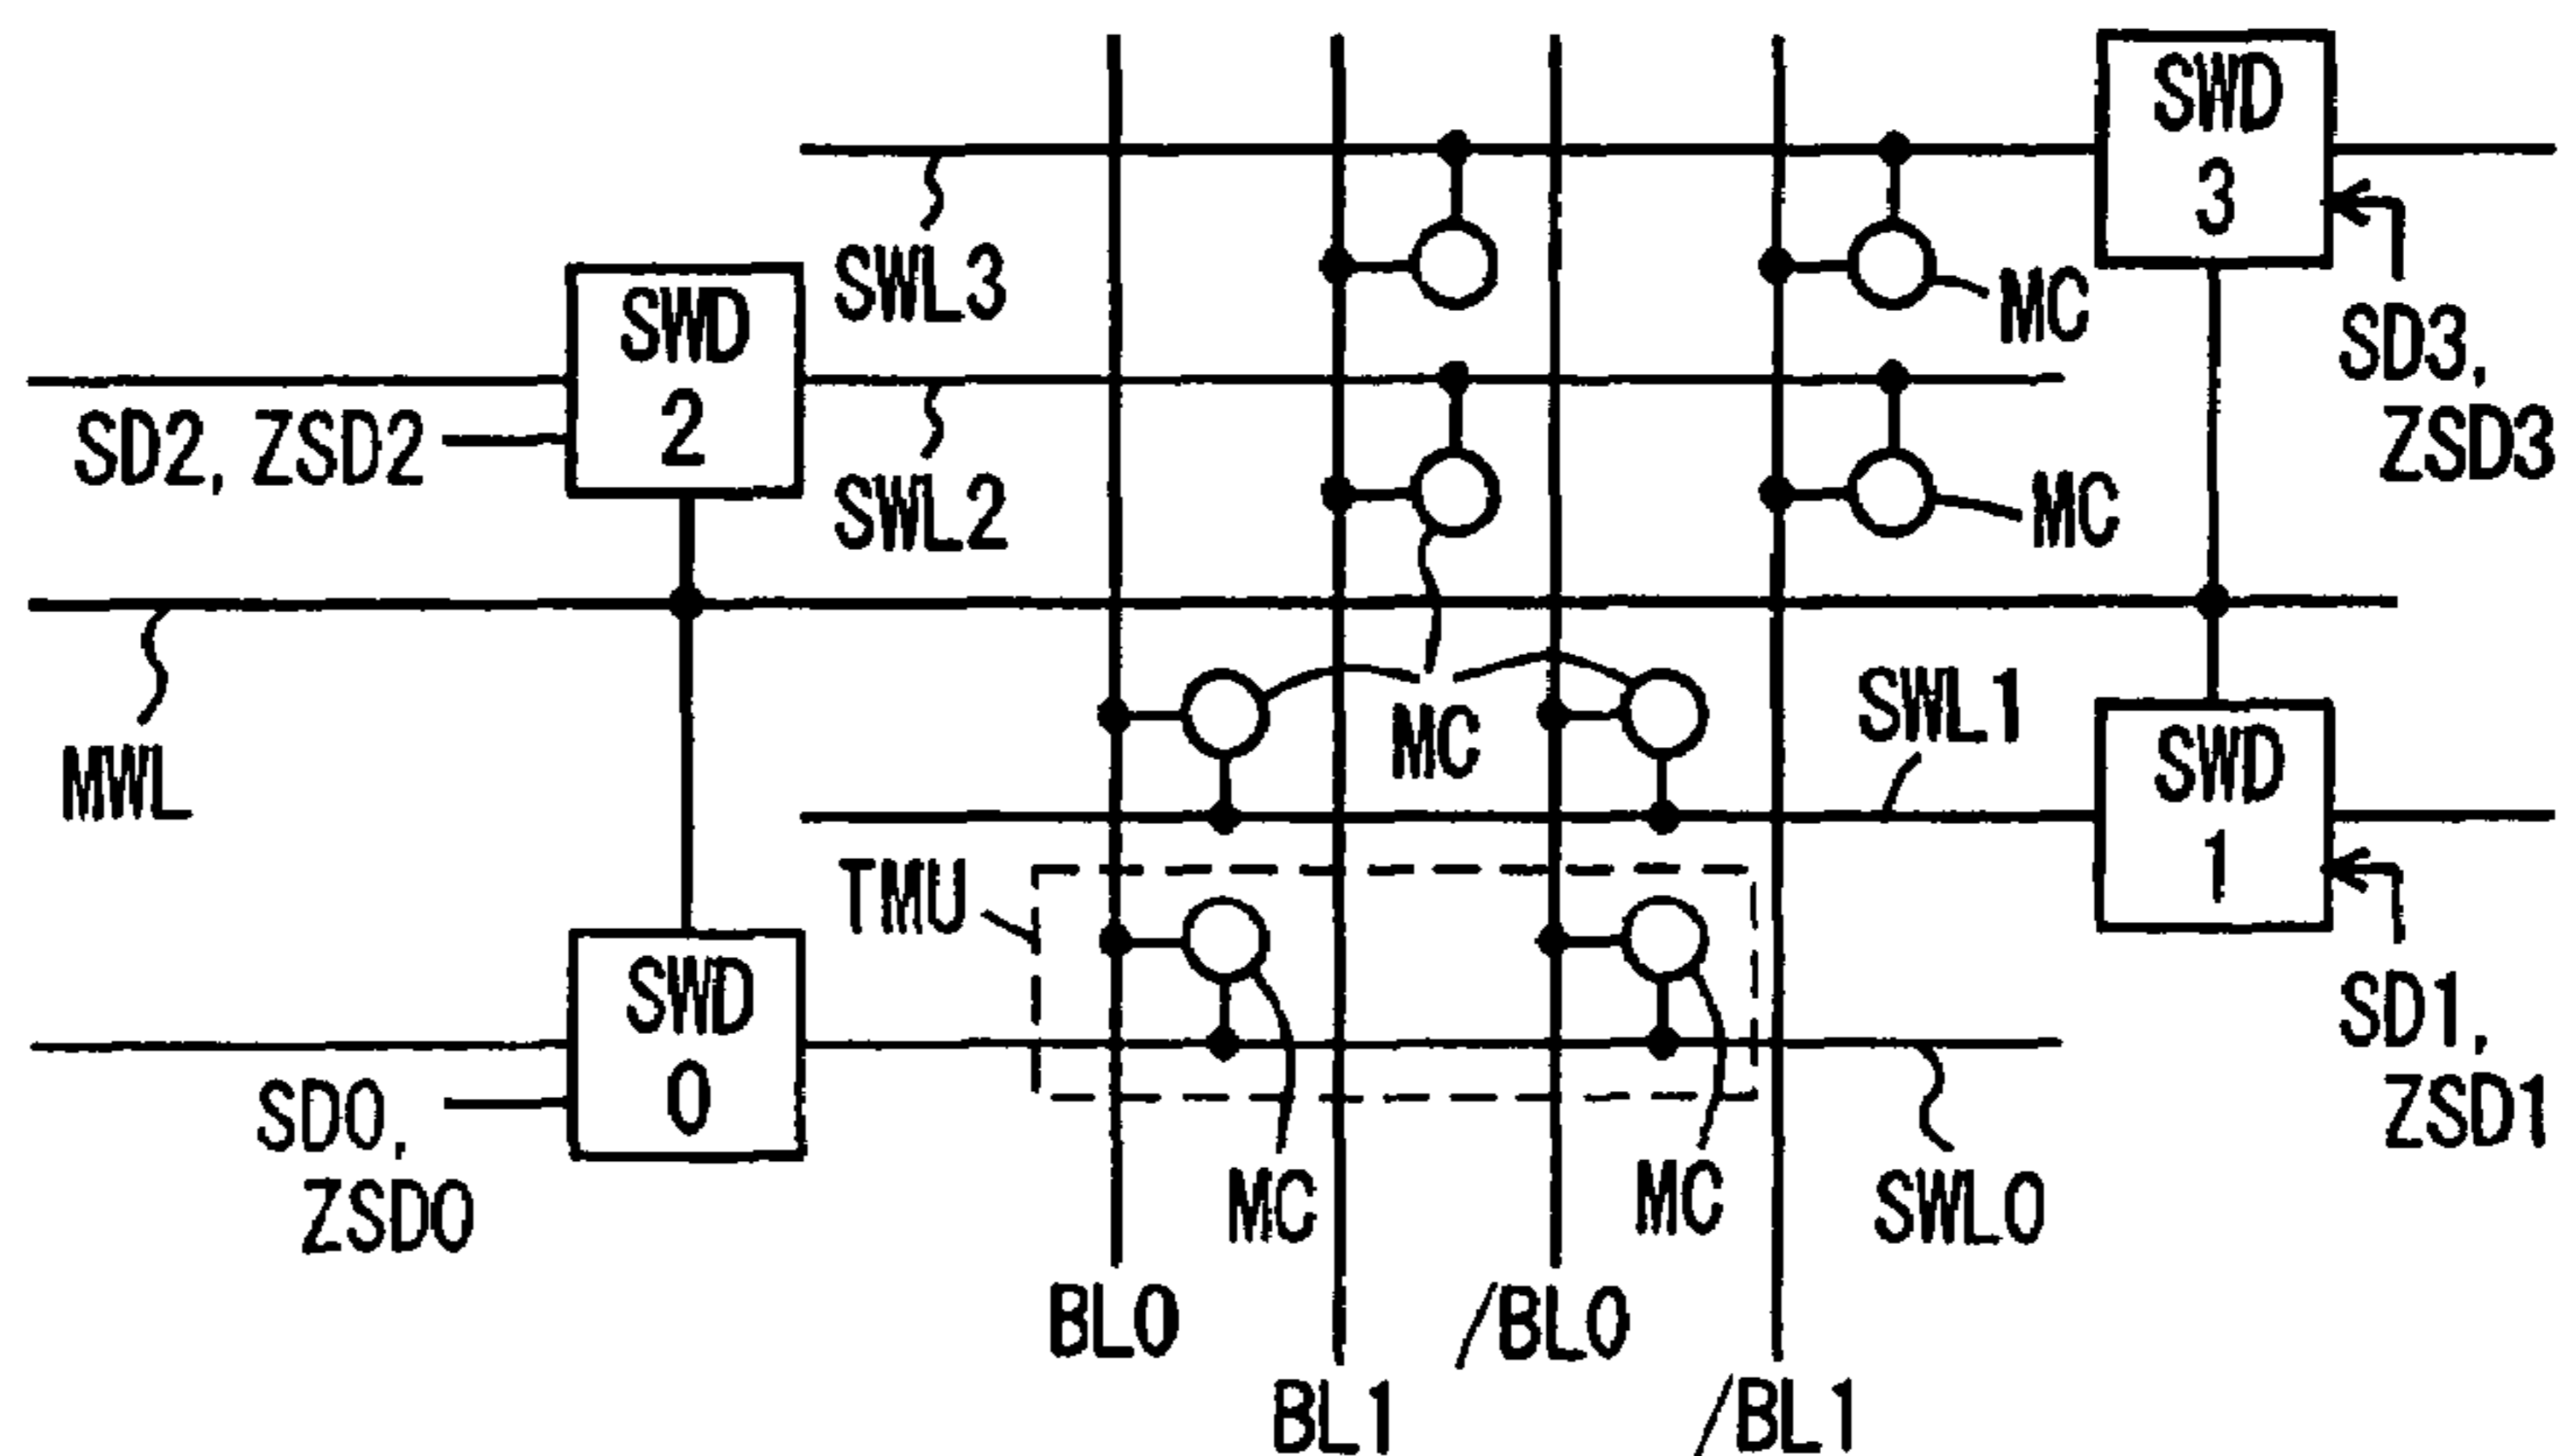 SWD
3
SWL3
MC
SD3,
ZSD3
SWD
2
SD2, ZSD2
SWL2
MC
MWL
MC
SWL1
SWD
1
TMU
SD1,
ZSD1
SWD
0
SD0,
ZSD0
MC
MC
SWL0
BL0
/BL0
BL1
/BL1